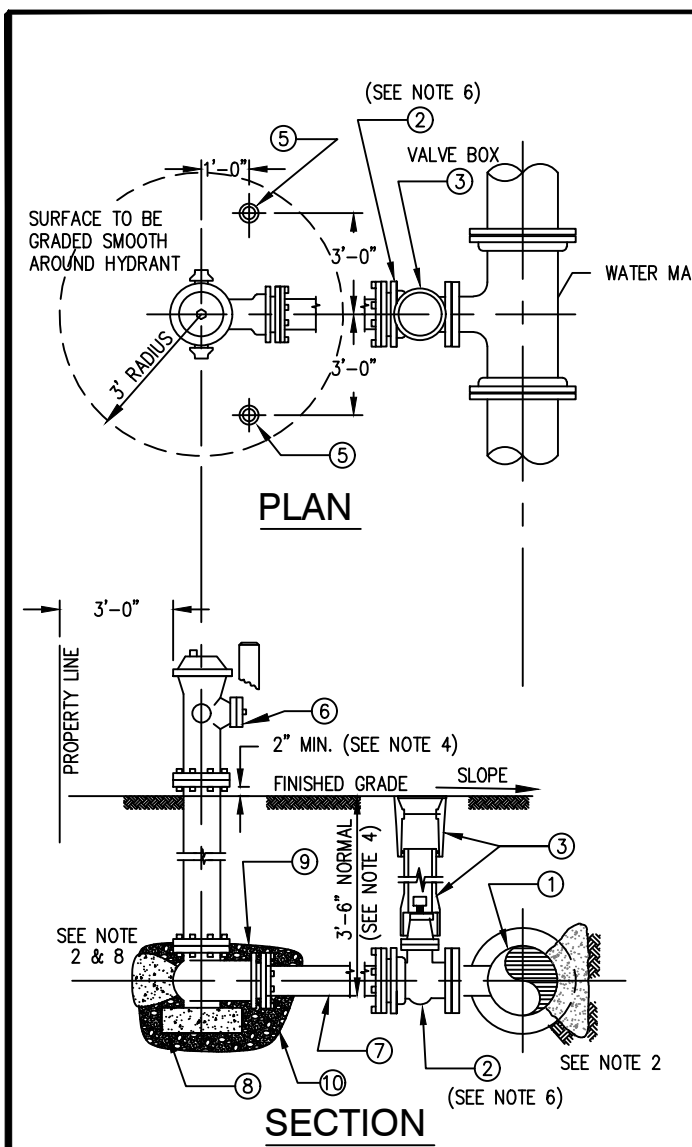 (SEE NOTE 6)
5
2
1'-0"
VALVE BOX
3
SURFACE TO BE
GRADED SMOOTH
AROUND HYDRANT
3'-0"
WATER MA
3' RADIUS
3'-0"
5
PLAN
3'-0"
PROPERTY LINE
6
2" MIN. (SEE NOTE 4)
FINISHED GRADE
SLOPE
3'-6" NORMAL
(SEE NOTE 4)
9
3
1
SEE NOTE
2 & 8
7
SEE NOTE 2
8
10
2
(SEE NOTE 6)
SECTION